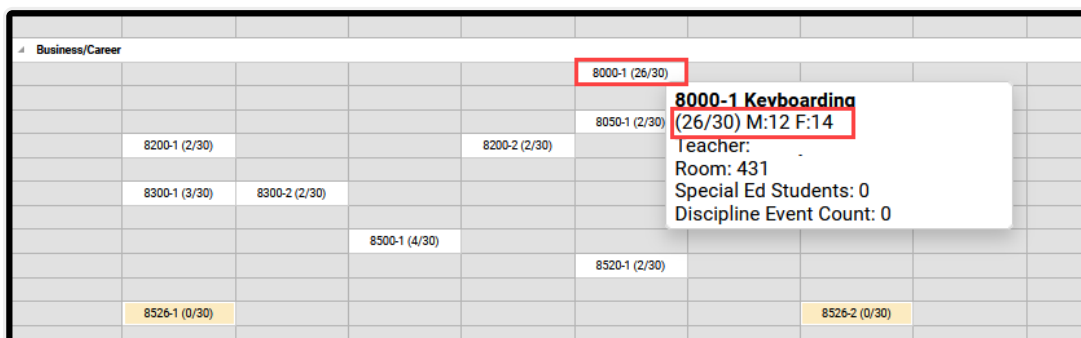 Business/Career
8000-1 (26/30)
8000-1 Keyboarding
(26/30) M:12 F:14
Teacher:
Room: 431
Special Ed Students: 0
Discipline Event Count: 0
8050-1 (2/30)
8200-1 (2/30) 8200-2 (2/30)
8300-1 (3/30) 8300-2 (2/30)
8500-1 (4/30)
8520-1 (2/30)
8526-1 (0/30) 8526-2 (0/30)